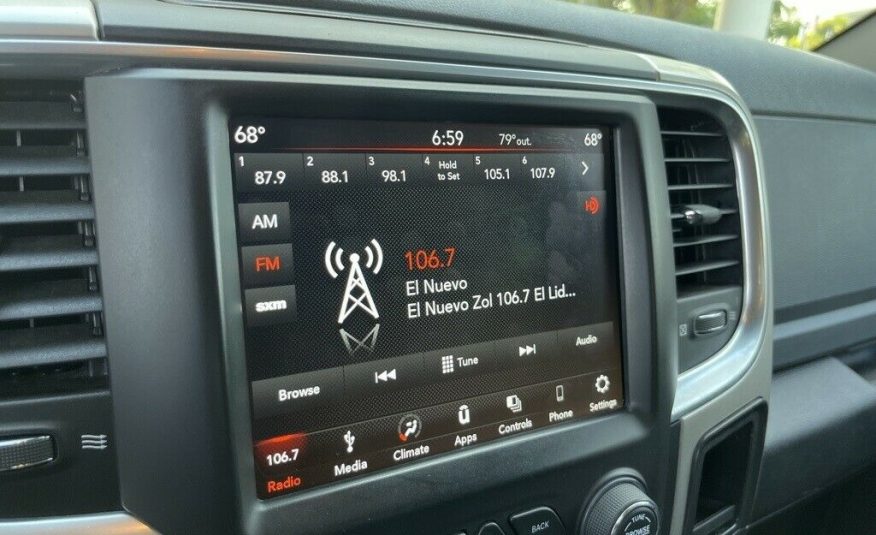 68° 6:59 79° out. 68°
1 2 3 4 5 6
87.9 88.1 98.1 Hold to Set 105.1 107.9
AM
FM
sxm
106.7
El Nuevo
El Nuevo Zol 106.7 El Lid...
Browse Tune Audio
106.7
Radio Media Climate Apps Controls Phone Settings
BACK
TUNE
BROWSE